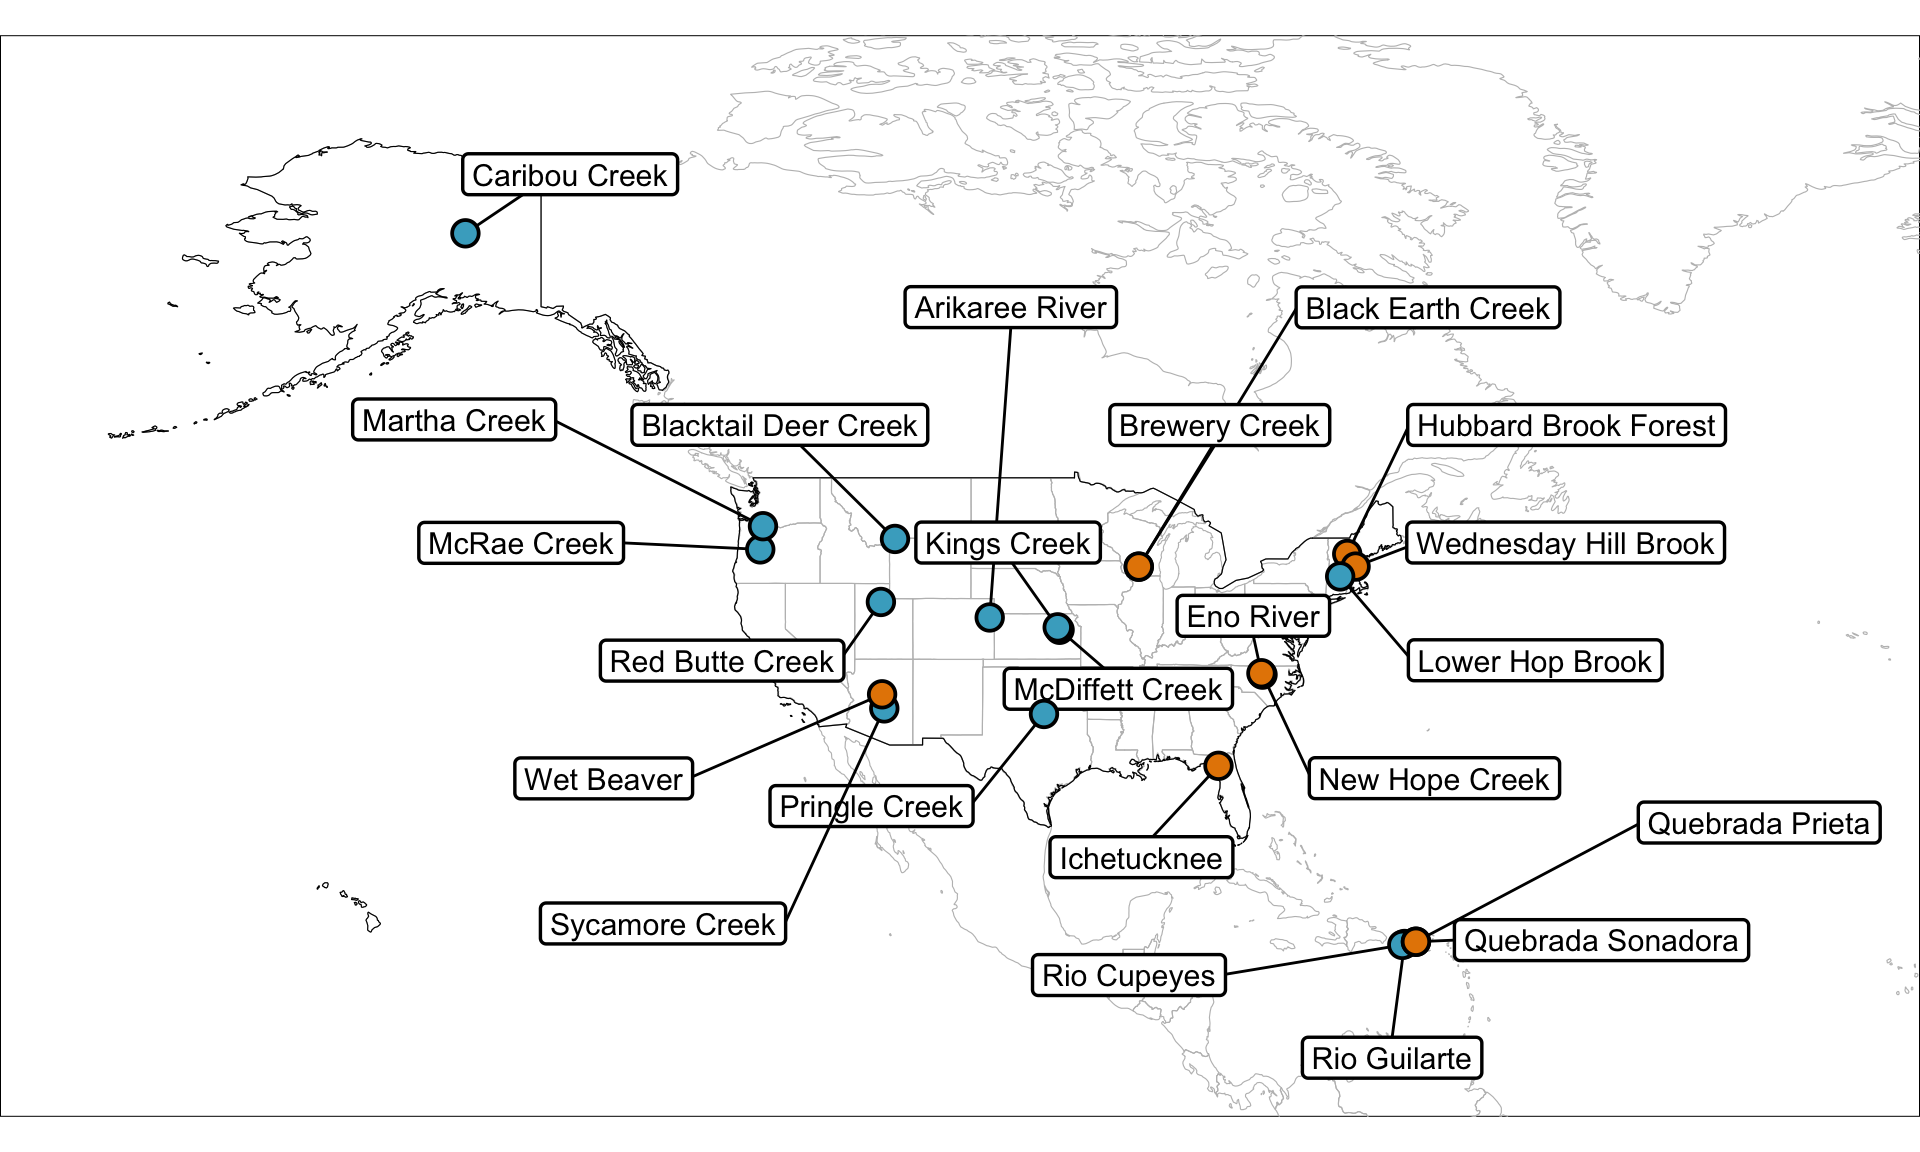 Caribou Creek
Arikaree River
Black Earth Creek
Martha Creek
Blacktail Deer Creek
Brewery Creek
Hubbard Brook Forest
McRae Creek
Kings Creek
Wednesday Hill Brook
Eno River
Red Butte Creek
Lower Hop Brook
McDiffett Creek
Wet Beaver
New Hope Creek
Pringle Creek
Quebrada Prieta
Ichetucknee
Sycamore Creek
Quebrada Sonadora
Rio Cupeyes
Rio Guilarte